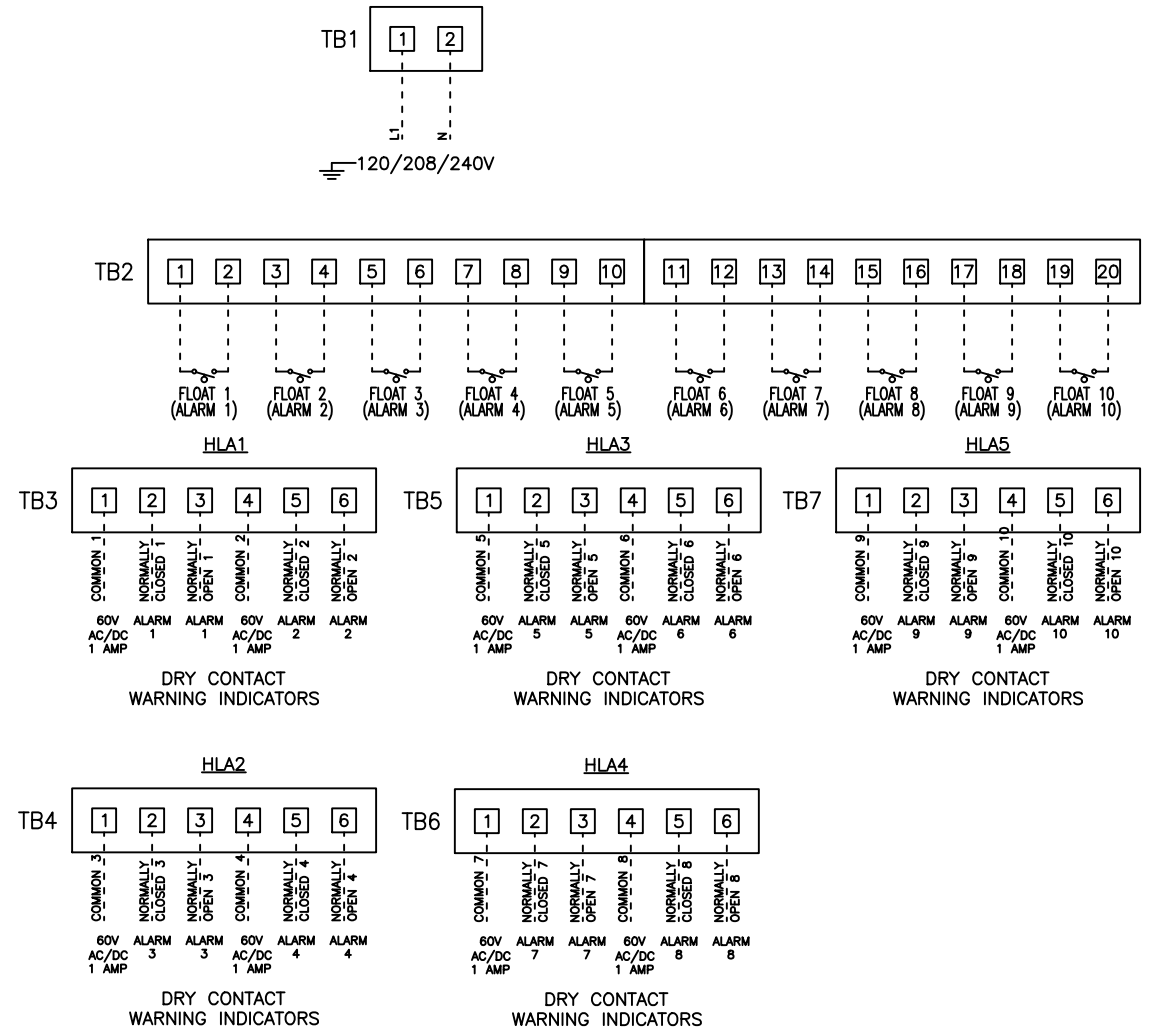 TB1 1 2
L1 N
120/208/240V
TB2 1 2 3 4 5 6 7 8 9 10 11 12 13 14 15 16 17 18 19 20
FLOAT 1 FLOAT 2 FLOAT 3 FLOAT 4 FLOAT 5 FLOAT 6 FLOAT 7 FLOAT 8 FLOAT 9 FLOAT 10
(ALARM 1) (ALARM 2) (ALARM 3) (ALARM 4) (ALARM 5) (ALARM 6) (ALARM 7) (ALARM 8) (ALARM 9) (ALARM 10)
HLA1
TB3 1 2 3 4 5 6
COMMON 1
NORMALLY
CLOSED 1
NORMALLY
OPEN 1
COMMON 2
NORMALLY
CLOSED 2
NORMALLY
OPEN 2
60V ALARM ALARM 60V ALARM ALARM
AC/DC 1 1 AC/DC 2 2
1 AMP 1 AMP
DRY CONTACT
WARNING INDICATORS
HLA3
TB5 1 2 3 4 5 6
COMMON 5
NORMALLY
CLOSED 5
NORMALLY
OPEN 5
COMMON 6
NORMALLY
CLOSED 6
NORMALLY
OPEN 6
60V ALARM ALARM 60V ALARM ALARM
AC/DC 5 5 AC/DC 6 6
1 AMP 1 AMP
DRY CONTACT
WARNING INDICATORS
HLA5
TB7 1 2 3 4 5 6
COMMON 9
NORMALLY
CLOSED 9
NORMALLY
OPEN 9
COMMON 10
NORMALLY
CLOSED 10
NORMALLY
OPEN 10
60V ALARM ALARM 60V ALARM ALARM
AC/DC 9 9 AC/DC 10 10
1 AMP 1 AMP
DRY CONTACT
WARNING INDICATORS
HLA2
TB4 1 2 3 4 5 6
COMMON 3
NORMALLY
CLOSED 3
NORMALLY
OPEN 3
COMMON 4
NORMALLY
CLOSED 4
NORMALLY
OPEN 4
60V ALARM ALARM 60V ALARM ALARM
AC/DC 3 3 AC/DC 4 4
1 AMP 1 AMP
DRY CONTACT
WARNING INDICATORS
HLA4
TB6 1 2 3 4 5 6
COMMON 7
NORMALLY
CLOSED 7
NORMALLY
OPEN 7
COMMON 8
NORMALLY
CLOSED 8
NORMALLY
OPEN 8
60V ALARM ALARM 60V ALARM ALARM
AC/DC 7 7 AC/DC 8 8
1 AMP 1 AMP
DRY CONTACT
WARNING INDICATORS